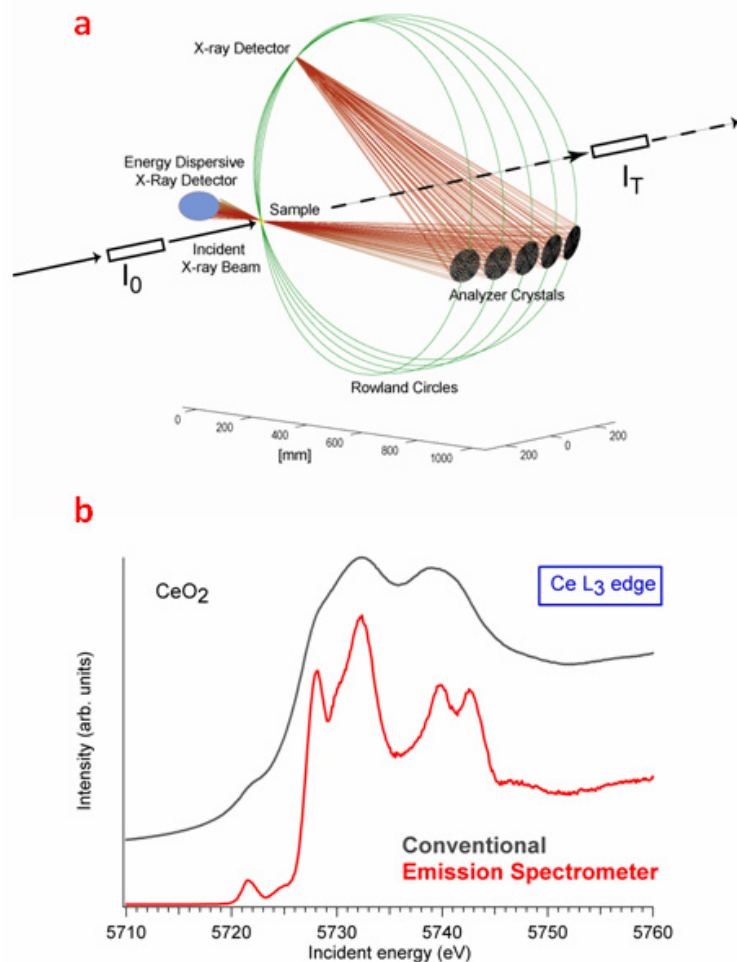 a
X-ray Detector
Energy Dispersive
X-Ray Detector
Sample
I0
Incident
X-ray Beam
IT
Analyzer Crystals
Rowland Circles
0 200 400 600 800 1000
[mm]
200 0 200
b
CeO2
Ce L3 edge
Intensity (arb. units)
Conventional
Emission Spectrometer
5710 5720 5730 5740 5750 5760
Incident energy (eV)